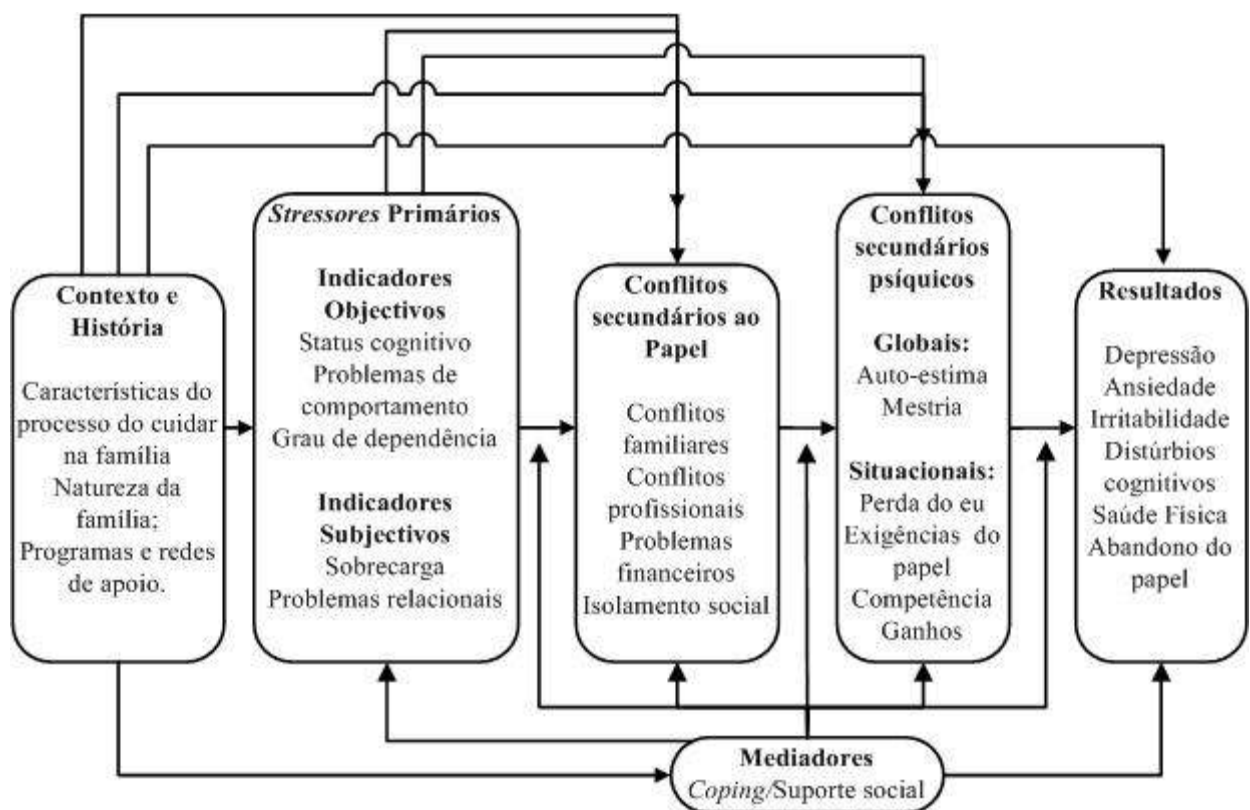 Contexto e
História
Características do
processo do cuidar
na família
Natureza da
família;
Programas e redes
de apoio.
Stressores Primários
Indicadores
Objectivos
Status cognitivo
Problemas de
comportamento
Grau de dependência
Indicadores
Subjectivos
Sobrecarga
Problemas relacionais
Conflitos
secundários ao
Papel
Conflitos
familiares
Conflitos
profissionais
Problemas
financeiros
Isolamento social
Conflitos
secundários
psíquicos
Globais:
Auto-estima
Mestria
Situacionais:
Perda do eu
Exigências do
papel
Competência
Ganhos
Resultados
Depressão
Ansiedade
Irritabilidade
Distúrbios
cognitivos
Saúde Física
Abandono do
papel
Mediadores
Coping/Suporte social